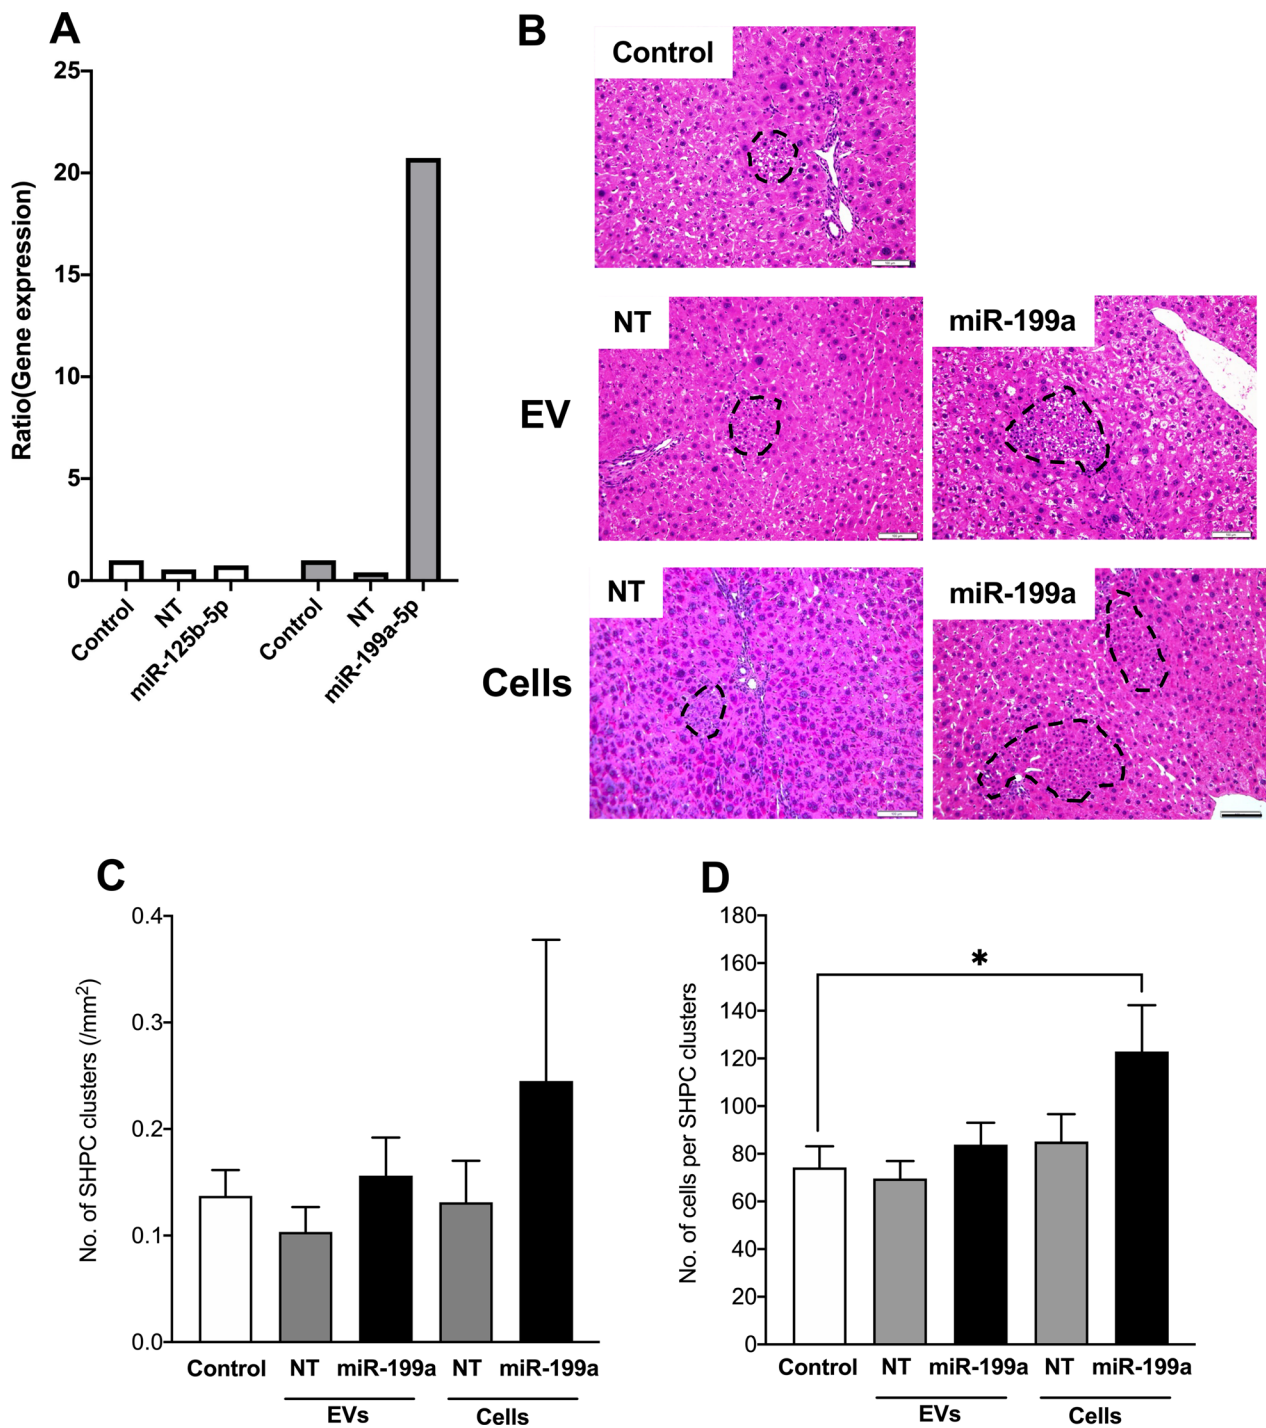 A
25
20
15
10
5
0
Ratio(Gene expression)
Control
NT
miR-125b-5p
Control
NT
miR-199a-5p
B
Control
NT
miR-199a
EV
NT
miR-199a
Cells
C
0.4
0.3
0.2
0.1
0.0
No. of SHPC clusters (/mm²)
Control
NT
miR-199a
NT
miR-199a
EVs
Cells
D
180
160
140
120
100
80
60
40
20
0
No. of cells per SHPC clusters
*
Control
NT
miR-199a
NT
miR-199a
EVs
Cells